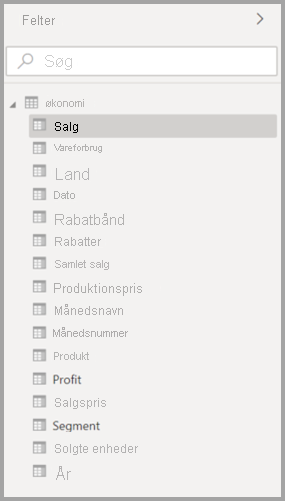 Felter
Søg
økonomi
Salg
Vareforbrug
Land
Dato
Rabatbånd
Rabatter
Samlet salg
Produktionspris
Månedsnavn
Månedsnummer
Produkt
Profit
Salgspris
Segment
Solgte enheder
År